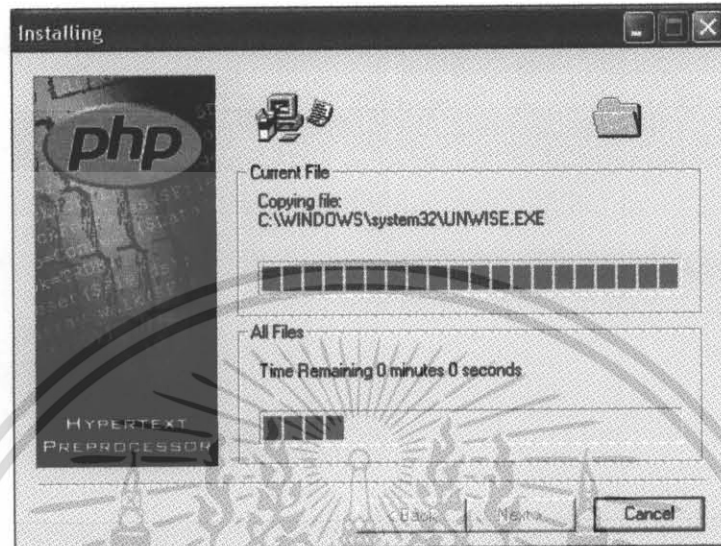 Installing
php
HYPERTEXT
PREPROCESSOR
Current File
Copying file:
C:\WINDOWS\system32\UNWISE.EXE
All Files
Time Remaining 0 minutes 0 seconds
< Back
Next >
Cancel